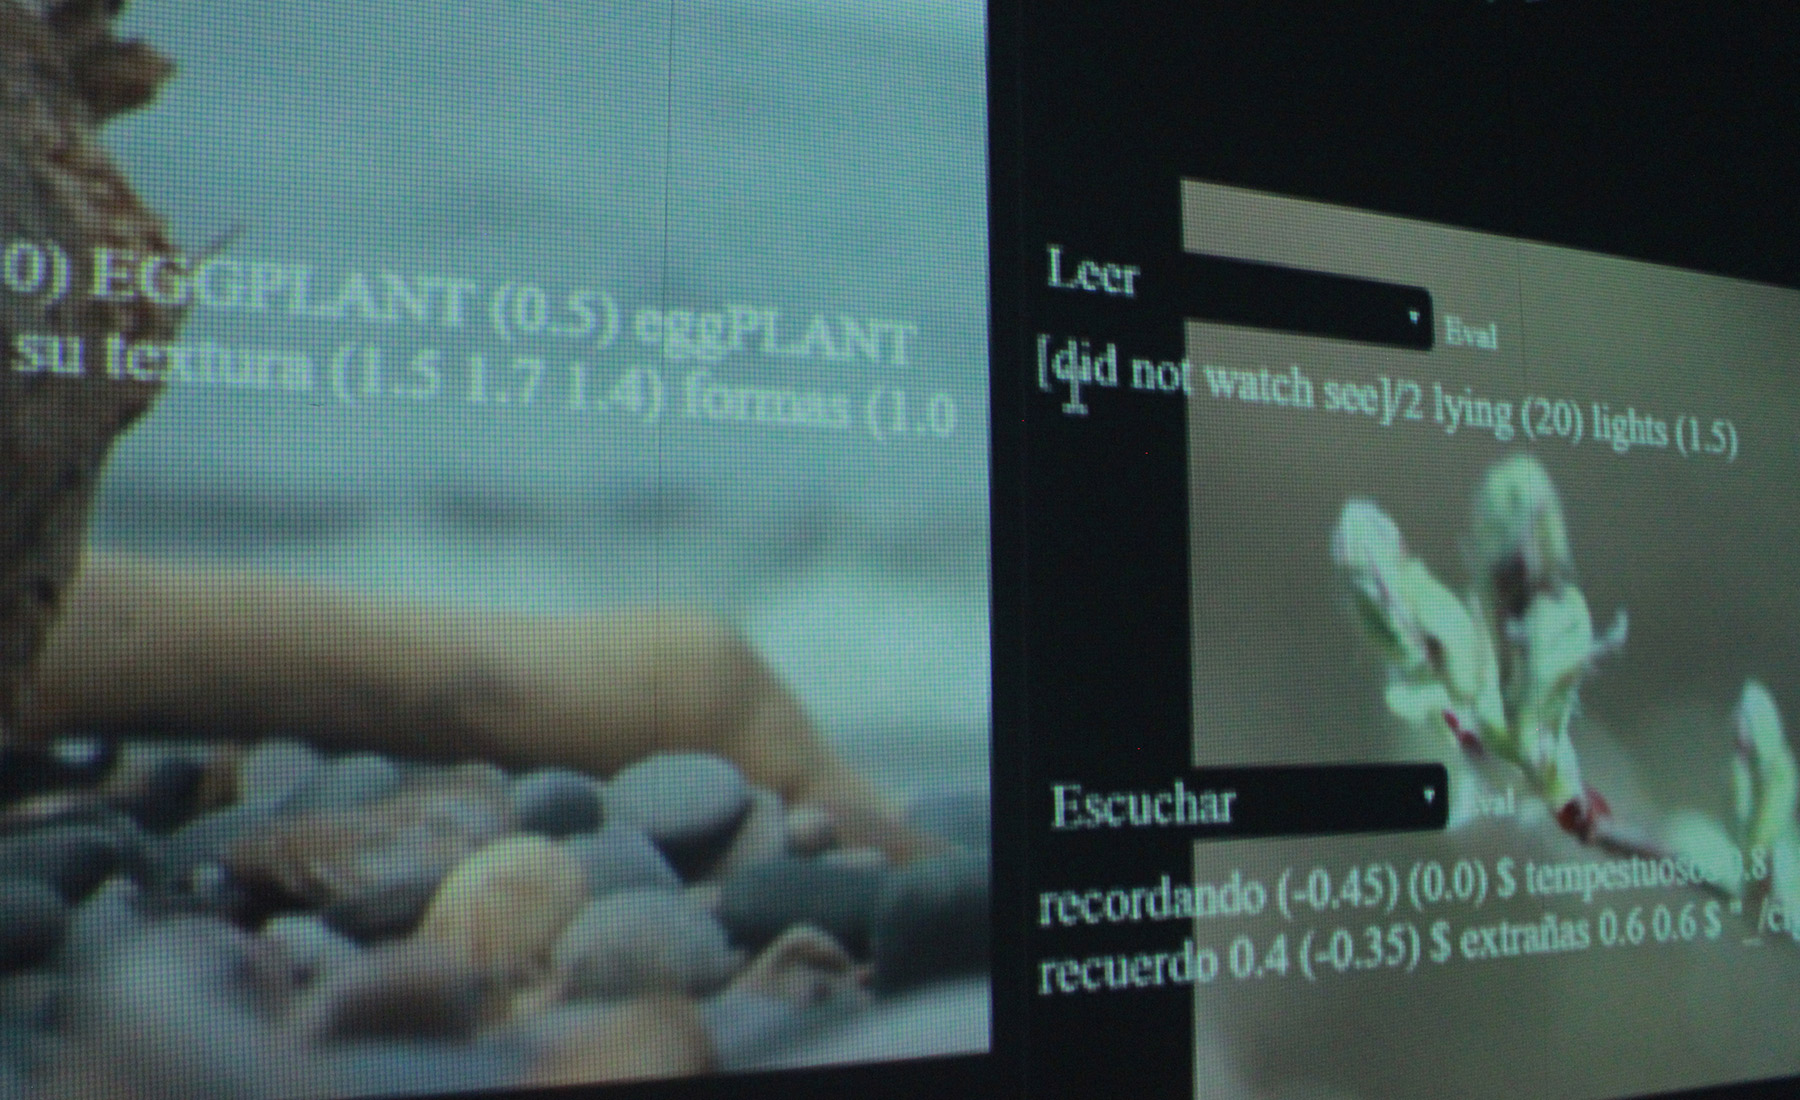 0) EGGPLANT (0.5) eggPLANT
su textura (1.5 1.7 1.4) formas (1.0
Leer
Eval
[did not watch see]/2 lying (20) lights (1.5)
Escuchar
recordando (-0.45) (0.0) $ tempestuosos
recuerdo 0.4 (-0.35) $ extrañas 0.6 0.6 $ "